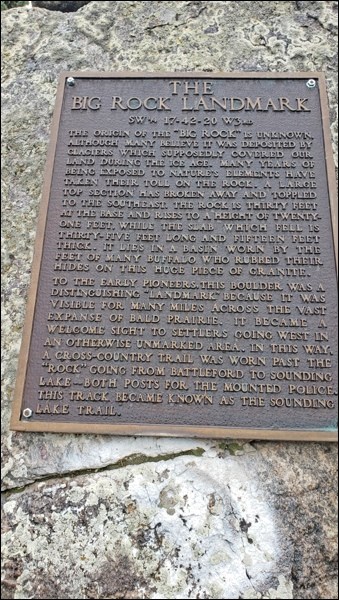 THE
BIG ROCK LANDMARK
SW ¼ 17-42-20 W3RD
THE ORIGIN OF THE "BIG ROCK" IS UNKNOWN,
ALTHOUGH MANY BELIEVE IT WAS DEPOSITED BY
GLACIERS WHICH SUPPOSEDLY COVERED OUR
LAND DURING THE ICE AGE. MANY YEARS OF
BEING EXPOSED TO NATURE'S ELEMENTS HAVE
TAKEN THEIR TOLL ON THE ROCK. A LARGE
TOP SECTION HAS BROKEN AWAY AND TOPPLED
TO THE SOUTHEAST. THE ROCK IS THIRTY FEET
AT THE BASE AND RISES TO A HEIGHT OF TWENTY-
ONE FEET, WHILE THE SLAB WHICH FELL IS
THIRTY-FIVE FEET LONG AND FIFTEEN FEET
THICK. IT LIES IN A BASIN WORN BY THE
FEET OF MANY BUFFALO WHO RUBBED THEIR
HIDES ON THIS HUGE PIECE OF GRANITE.
TO THE EARLY PIONEERS, THIS BOULDER WAS A
DISTINGUISHING LANDMARK BECAUSE IT WAS
VISIBLE FOR MANY MILES ACROSS THE VAST
EXPANSE OF BALD PRAIRIE. IT BECAME A
WELCOME SIGHT TO SETTLERS GOING WEST IN
AN OTHERWISE UNMARKED AREA. IN THIS WAY,
A CROSS-COUNTRY TRAIL WAS WORN PAST THE
"ROCK" GOING FROM BATTLEFORD TO SOUNDING
LAKE—BOTH POSTS FOR THE MOUNTED POLICE.
THIS TRACK BECAME KNOWN AS THE SOUNDING
LAKE TRAIL.